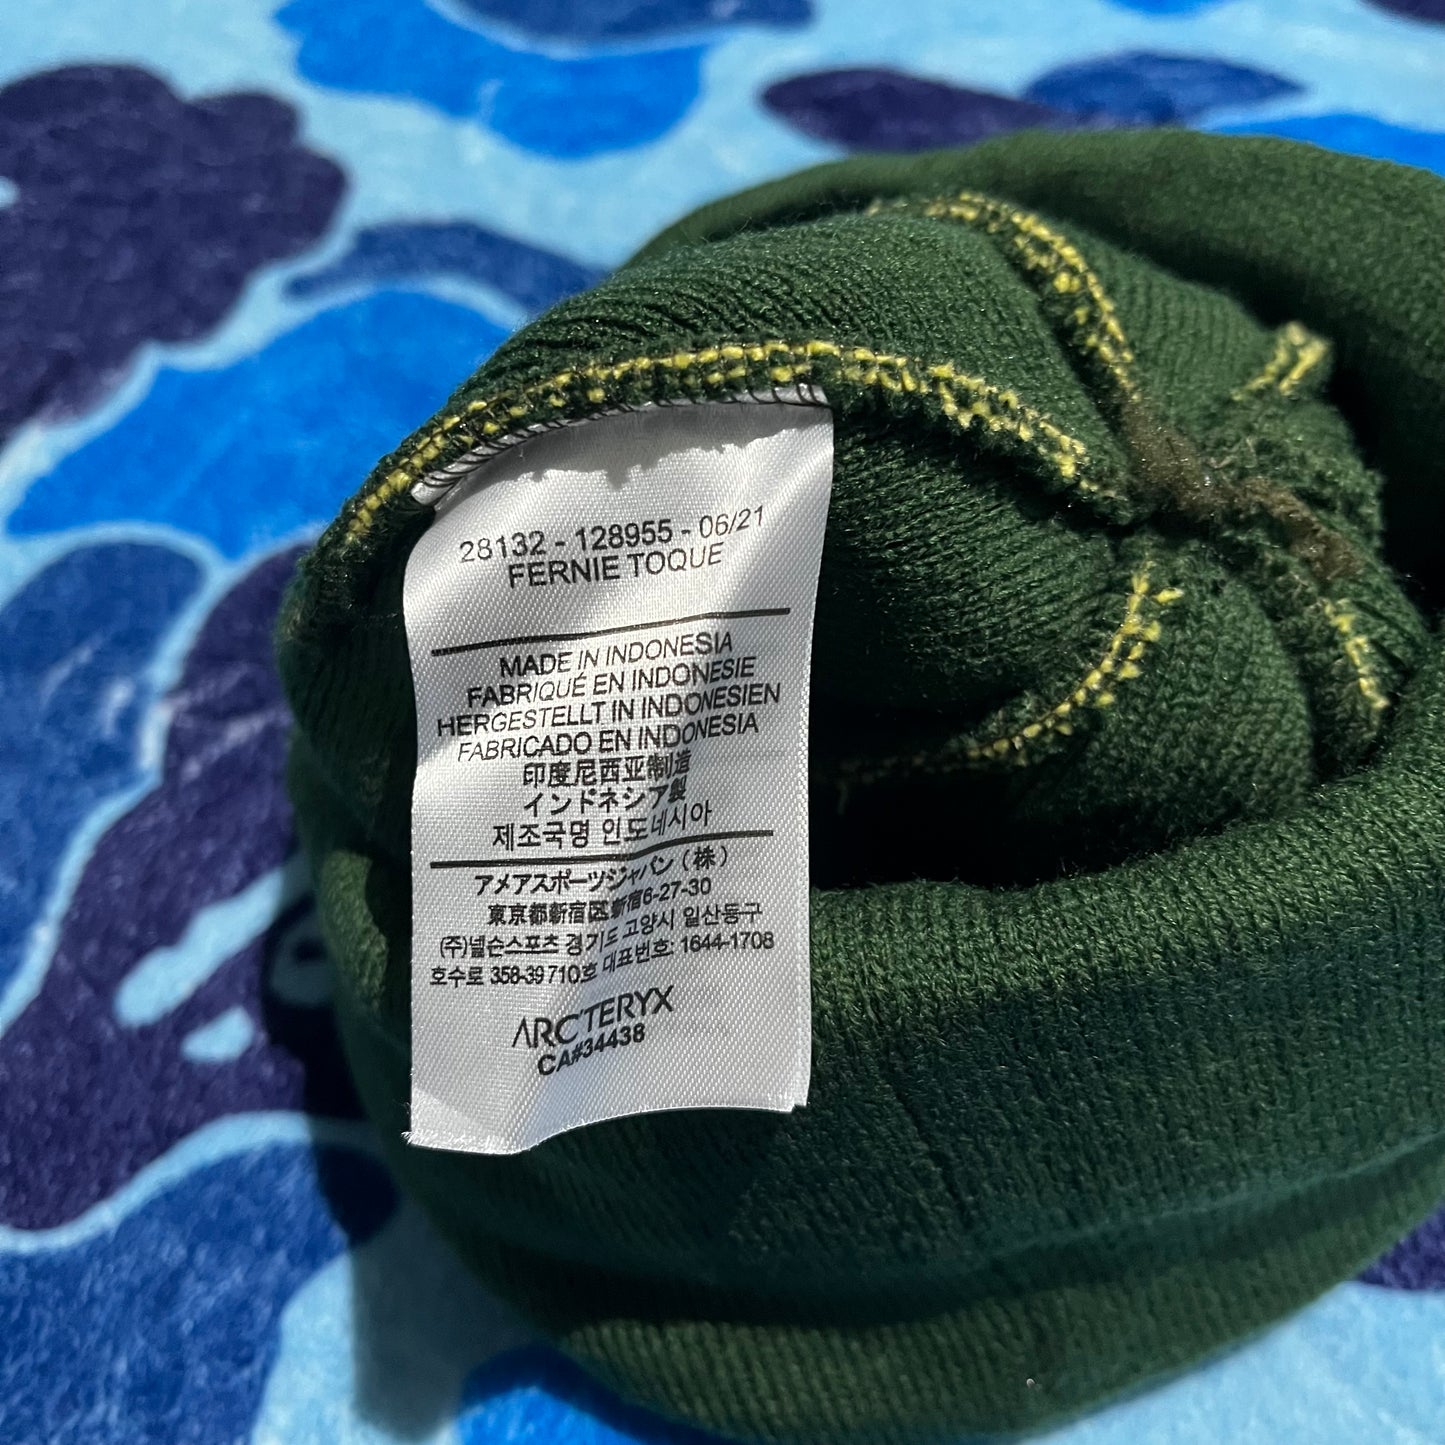 28132 - 128955 - 06/21
FERNIE TOQUE
MADE IN INDONESIA
FABRIQUÉ EN INDONESIE
HERGESTELLT IN INDONESIEN
FABRICADO EN INDONESIA
印度尼西亚制造
インドネシア製
제조국명 인도네시아
アメアスポーツジャパン(株)
東京都新宿区新宿6-27-30
(주)넬슨스포츠 경기도 고양시 일산동구
호수로 358-39 710호 대표번호: 1644-1708
ARC'TERYX
CA#34438